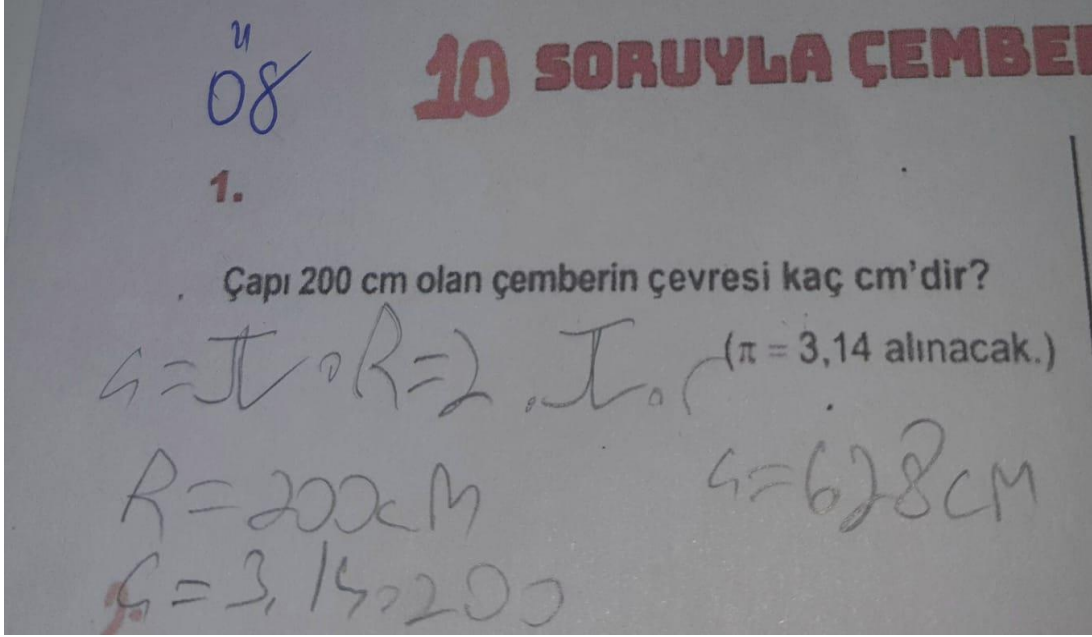 08
10 SORUYLA ÇEMBE
1.
Çapı 200 cm olan çemberin çevresi kaç cm'dir?
(π = 3,14 alınacak.)
Ç=π.R=2.π.r
R=200cM
Ç=628cM
Ç=3,14.200